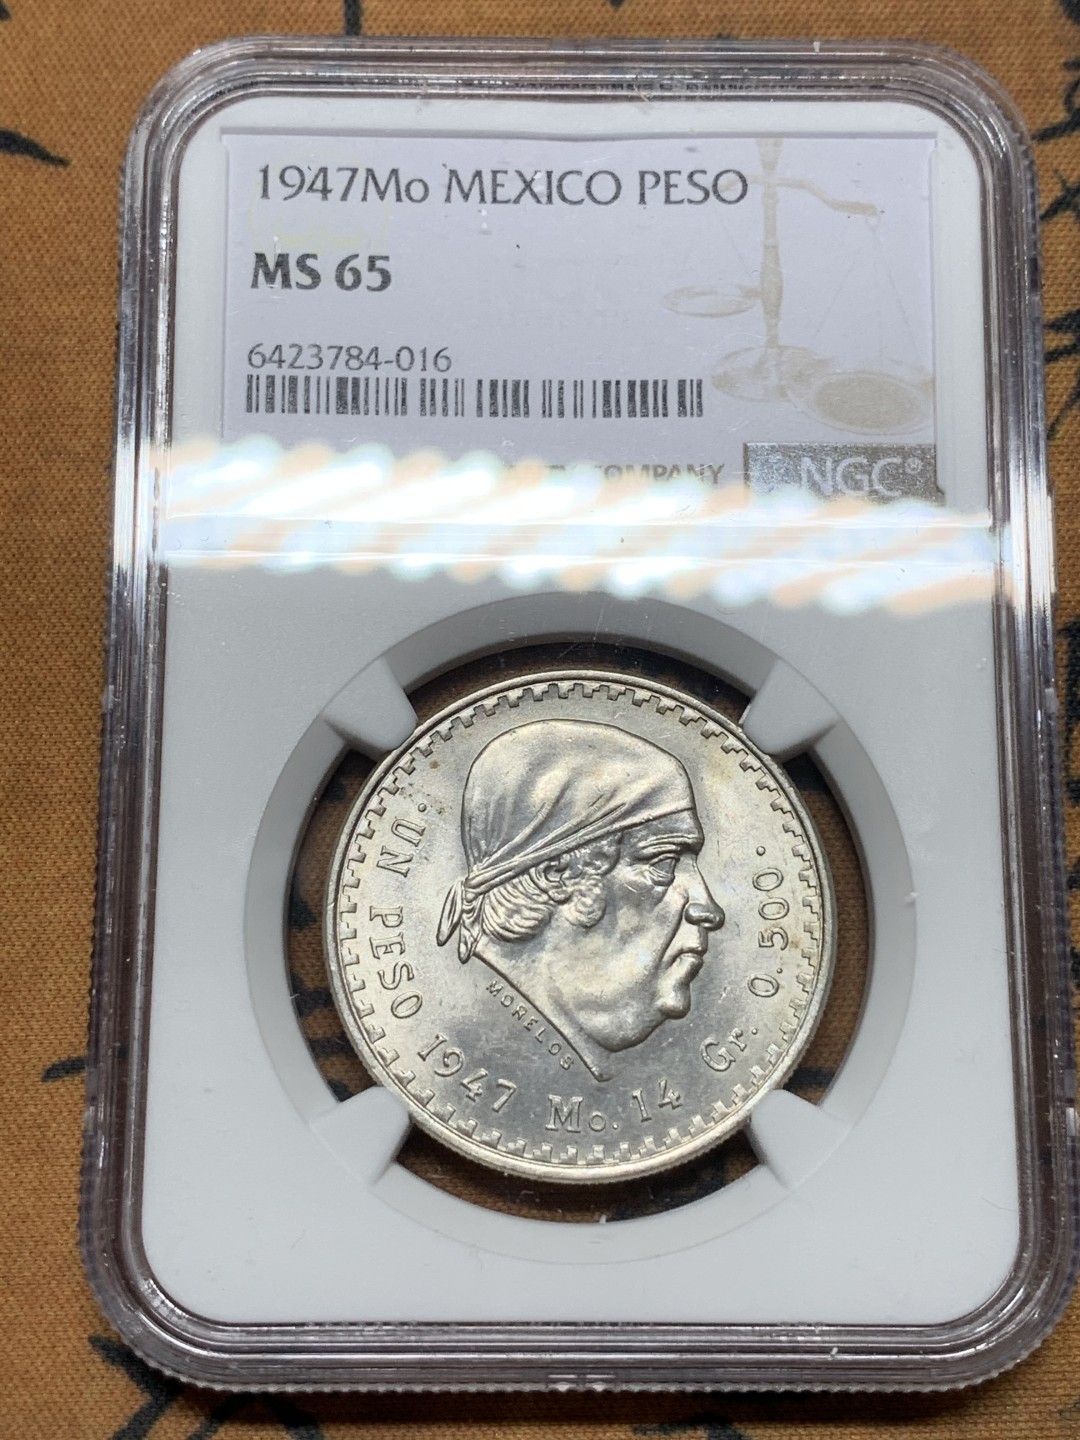 1947Mo MEXICO PESO
MS 65
6423784-016
COMPANY
NGC®
· UN PESO 1947 Mo. 14 Gr. 0.500 ·
MORELOS